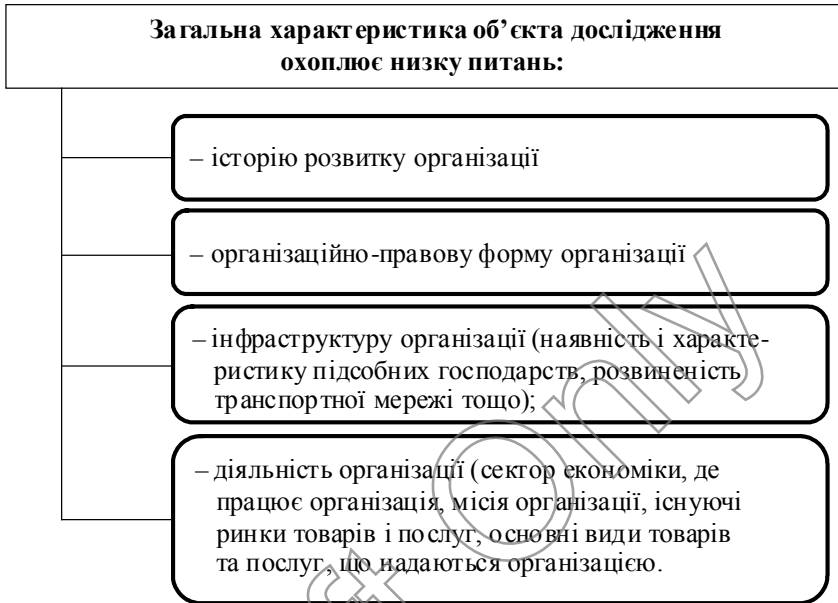 Загальна характеристика об’єкта дослідження
охоплює низку питань:
– історію розвитку організації
– організаційно-правову форму організації
– інфраструктуру організації (наявність і характе-
ристику підсобних господарств, розвиненість
транспортної мережі тощо);
– діяльність організації (сектор економіки, де
працює організація, місія організації, існуючі
ринки товарів і послуг, основні види товарів
та послуг, що надаються організацією.
Only